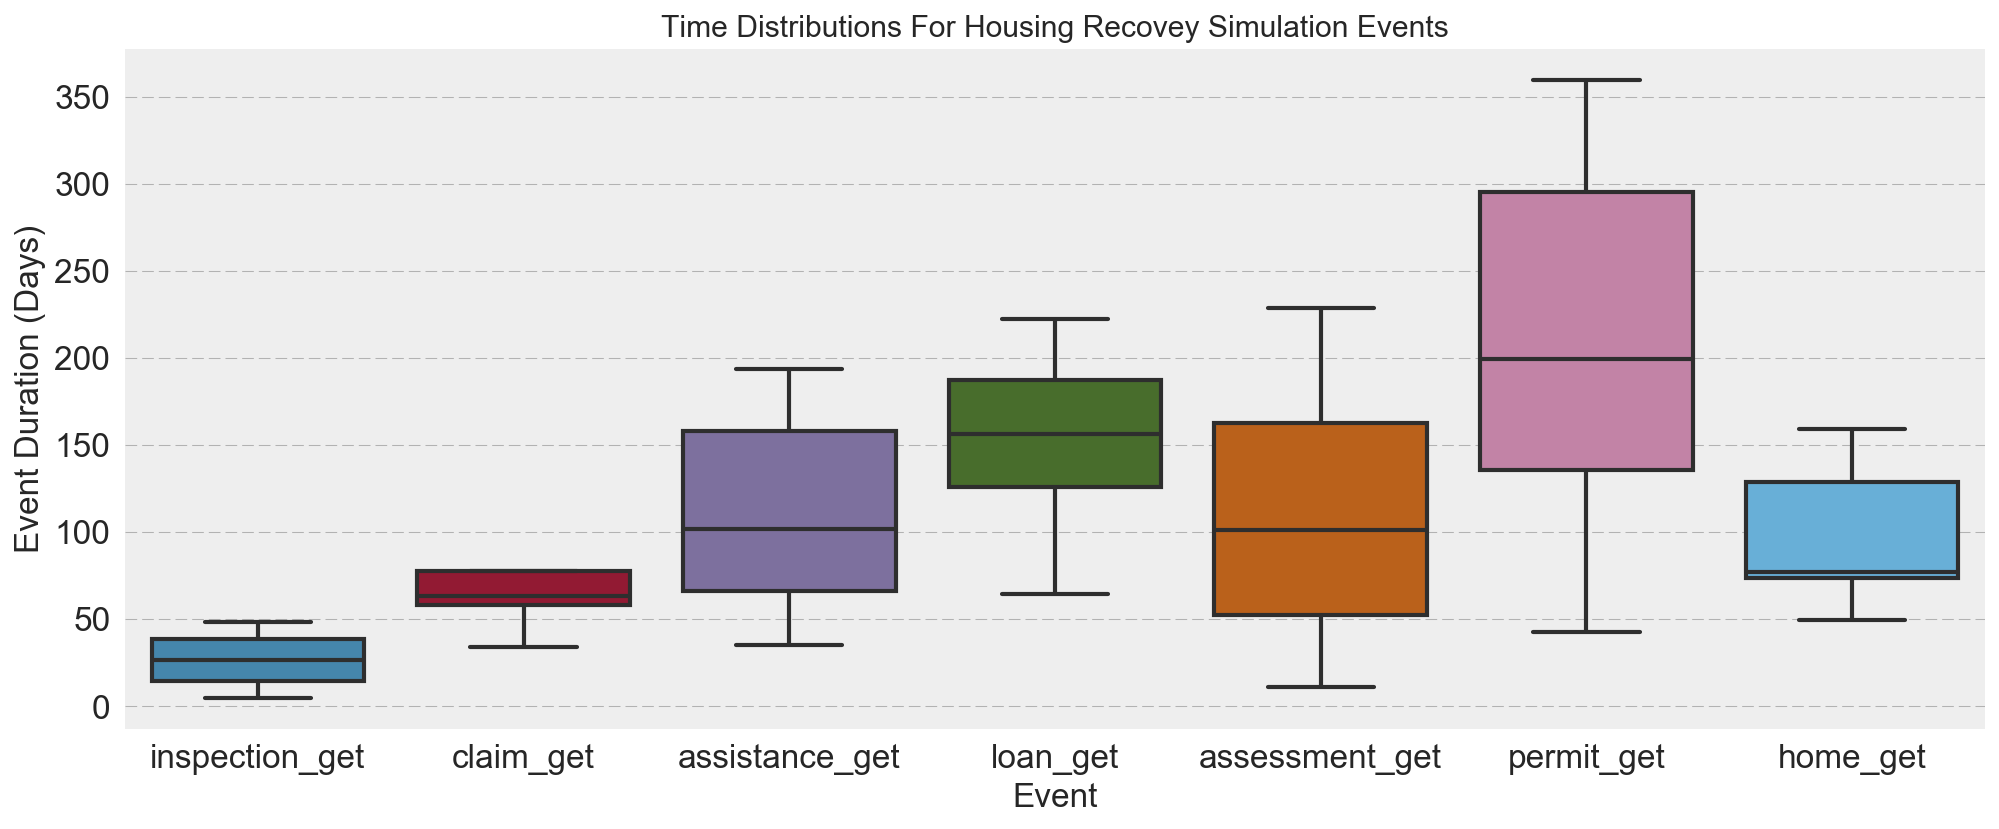 Time Distributions For Housing Recovey Simulation Events
Event Duration (Days)
350
300
250
200
150
100
50
0
inspection_get claim_get assistance_get loan_get assessment_get permit_get home_get
Event